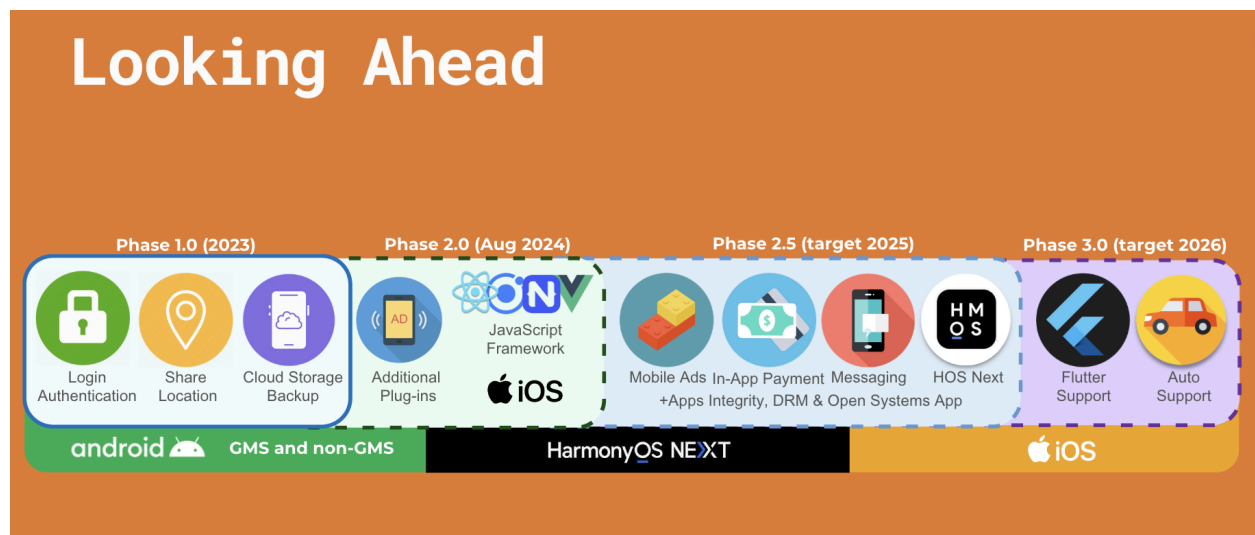 Looking Ahead
Phase 1.0 (2023)
Phase 2.0 (Aug 2024)
Phase 2.5 (target 2025)
Phase 3.0 (target 2026)
Login
Authentication
Share
Location
Cloud Storage
Backup
AD
Additional
Plug-ins
N
JavaScript
Framework
iOS
Mobile Ads
$
In-App Payment
Messaging
HM
OS
HOS Next
+Apps Integrity, DRM & Open Systems App
Flutter
Support
Auto
Support
android
GMS and non-GMS
HarmonyOS NEXT
iOS